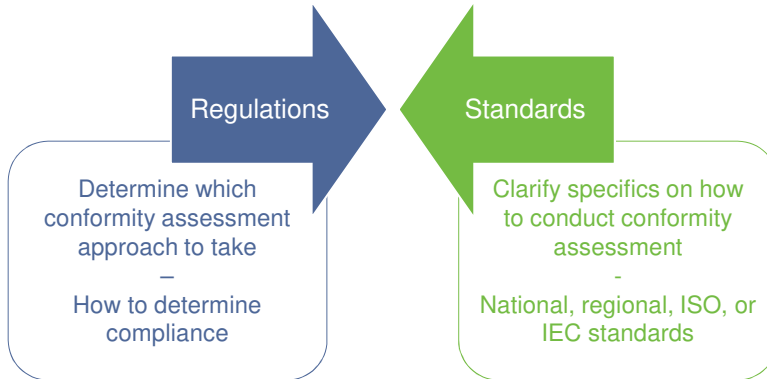 Regulations
Determine which
conformity assessment
approach to take
–
How to determine
compliance
Standards
Clarify specifics on how
to conduct conformity
assessment
-
National, regional, ISO, or
IEC standards